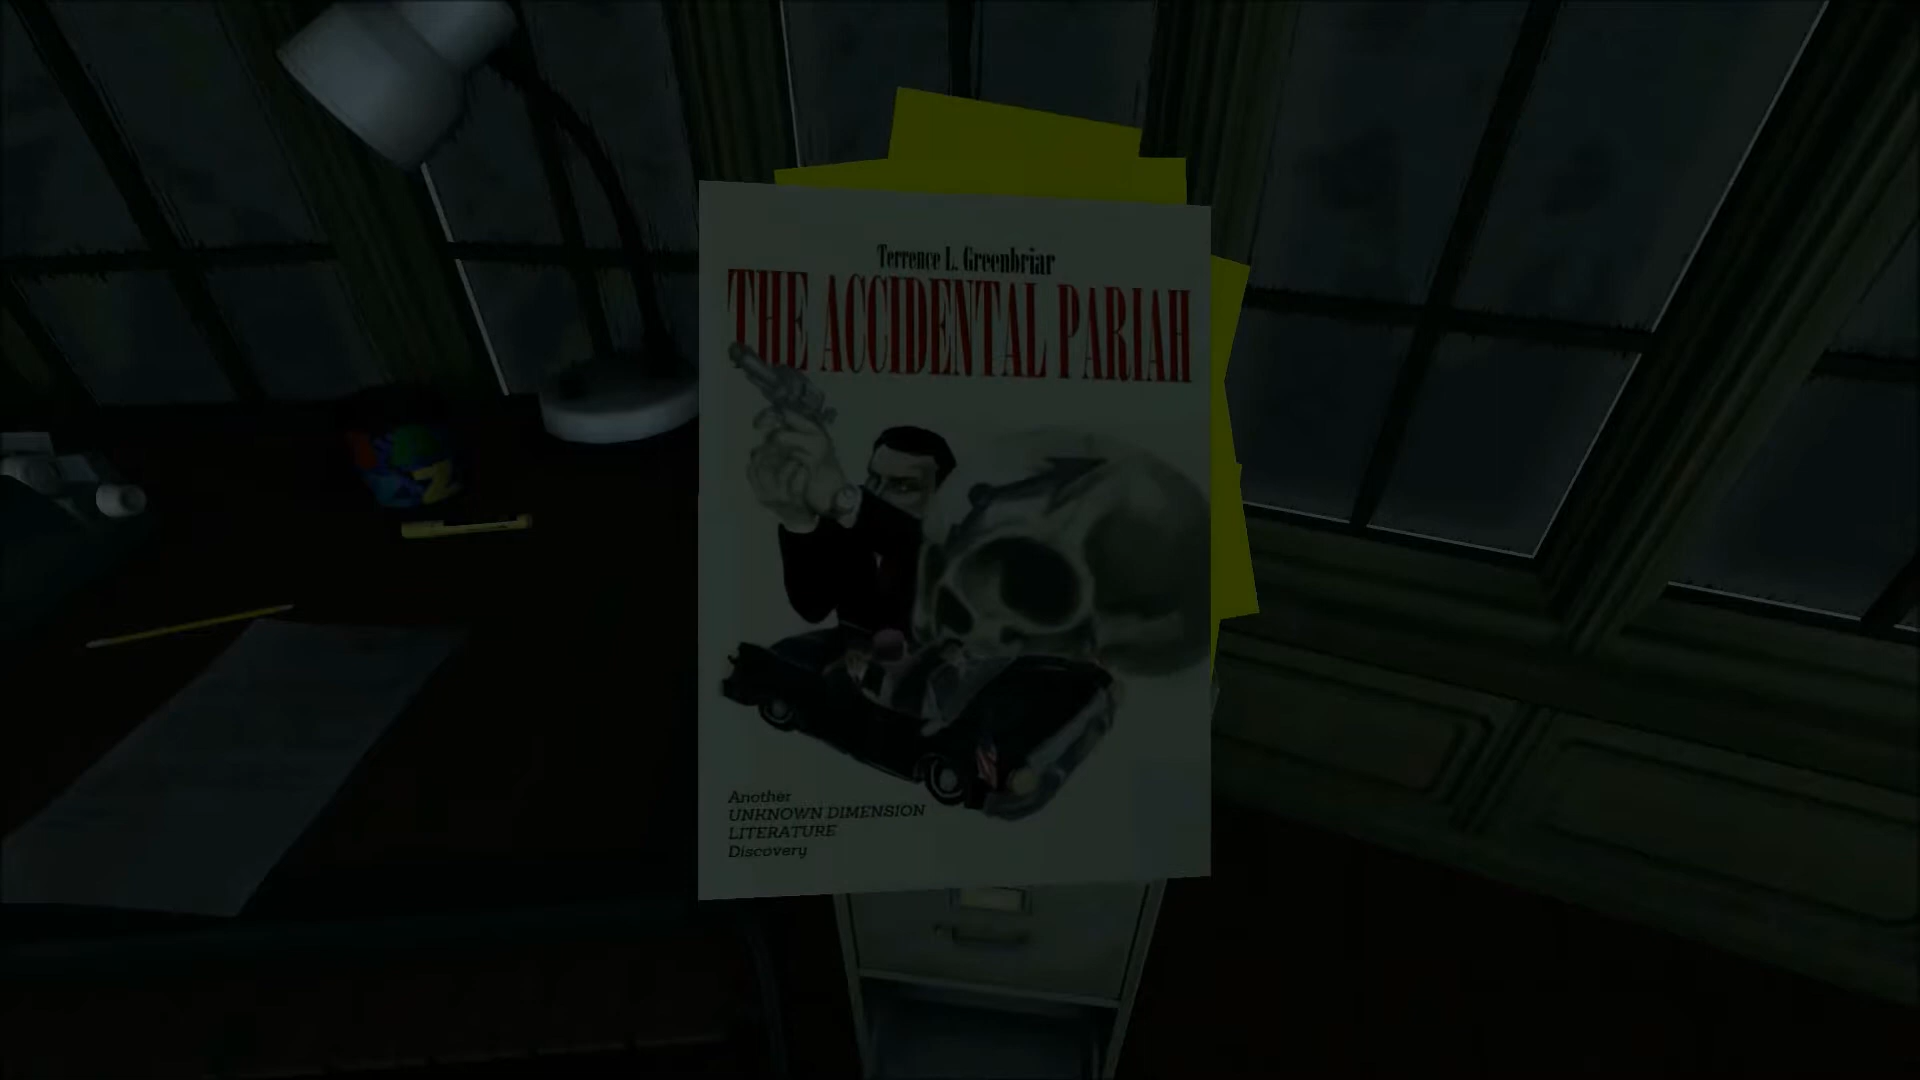 Terrence L. Greenbriar
THE ACCIDENTAL PARIAH
Another
UNKNOWN DIMENSION
LITERATURE
Discovery